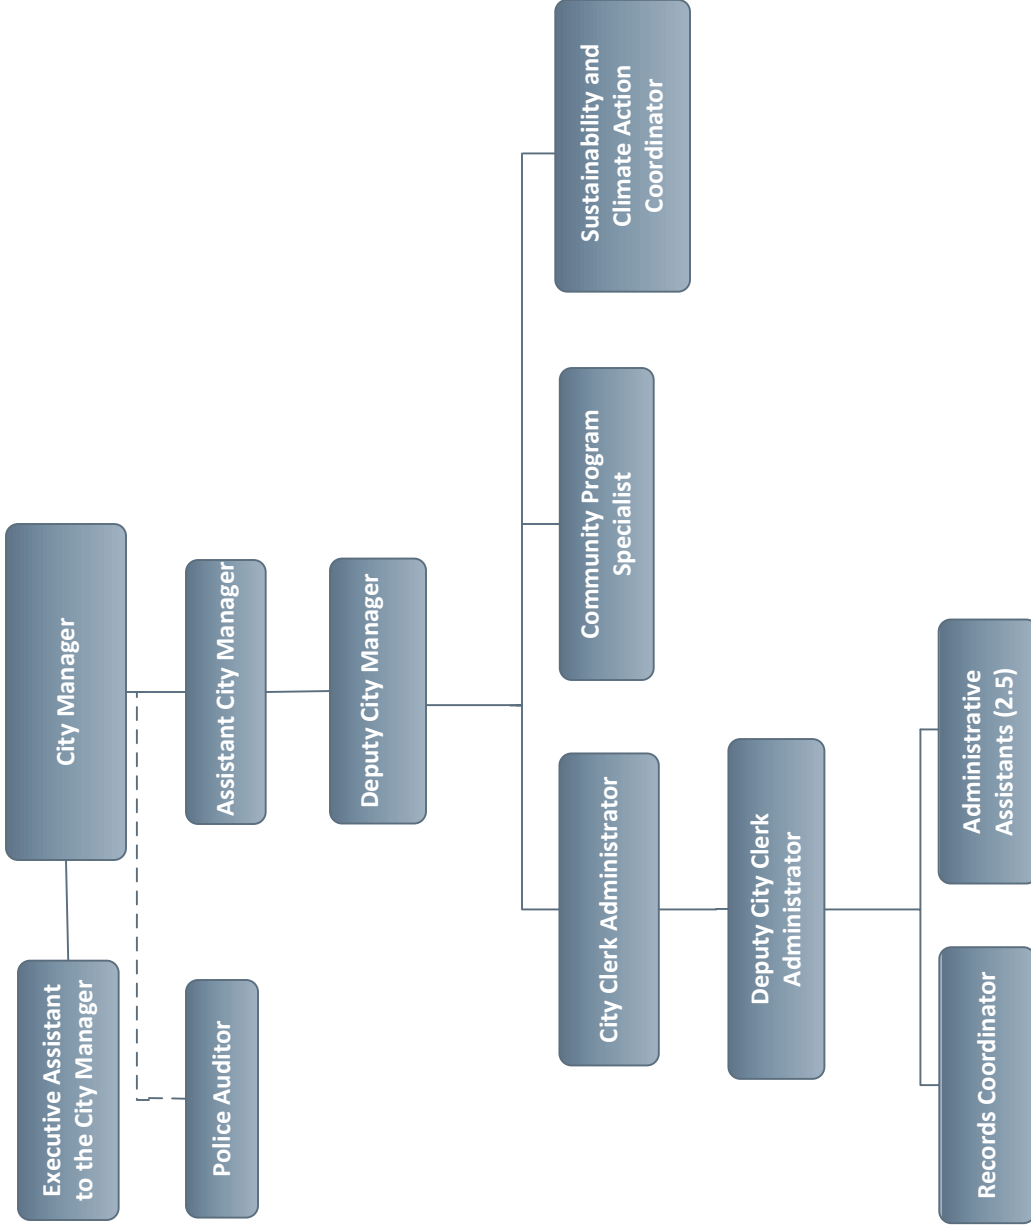 City Manager
Executive Assistant
to the City Manager
Police Auditor
Assistant City Manager
Deputy City Manager
City Clerk Administrator
Community Program
Specialist
Sustainability and
Climate Action
Coordinator
Deputy City Clerk
Administrator
Records Coordinator
Administrative
Assistants (2.5)